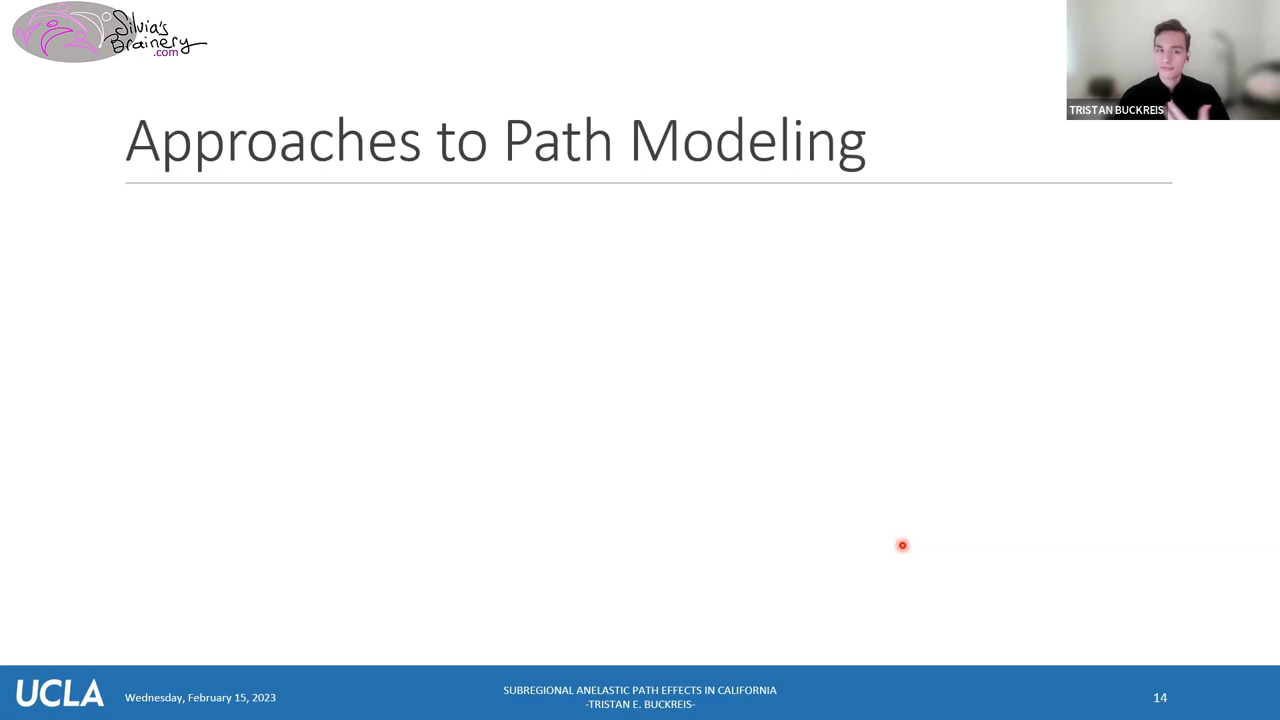 Silvia's
Brainery
.com
TRISTAN BUCKREIS
Approaches to Path Modeling
UCLA
Wednesday, February 15, 2023
SUBREGIONAL ANELASTIC PATH EFFECTS IN CALIFORNIA
-TRISTAN E. BUCKREIS-
14